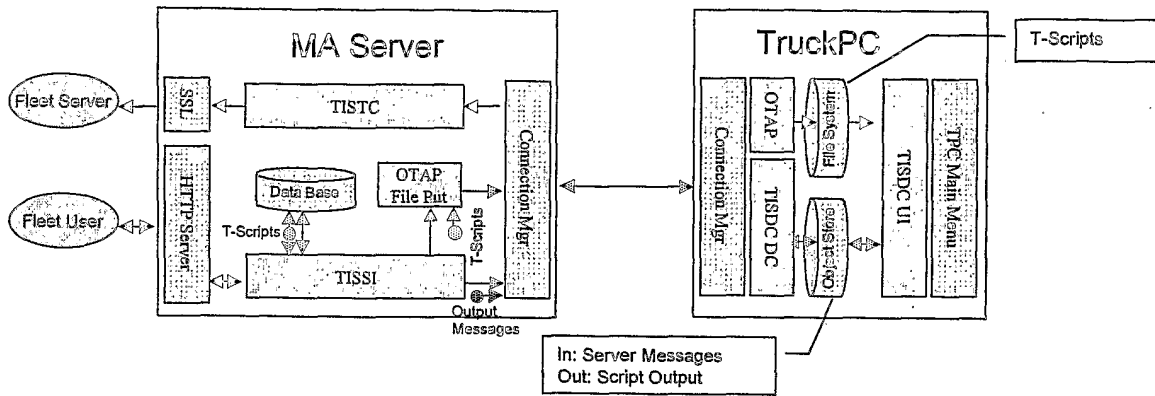 MA Server
TruckPC
T-Scripts
Fleet Server
SSL
TISTC
Connection Mgr
Connection Mgr
OTAP
File System
TISDC UI
TPC Main Menu
Data Base
OTAP
File Put
Fleet User
HTTP Server
T-Scripts
T-Scripts
TISSI
TISDC DC
Object Store
Output
Messages
In: Server Messages
Out: Script Output